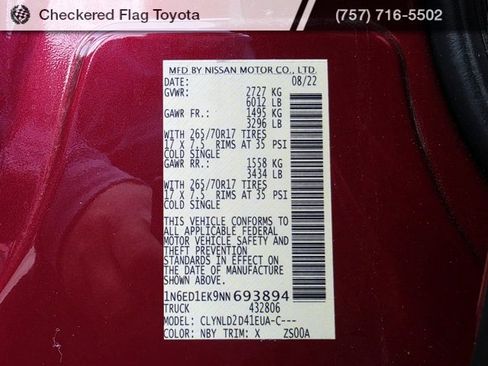 Checkered Flag Toyota (757) 716-5502
MFD BY NISSAN MOTOR CO., LTD.
DATE: 08/22
GVWR: 2727 KG
6012 LB
GAWR FR.: 1495 KG
3296 LB
WITH 265/70R17 TIRES
17 X 7.5 RIMS AT 35 PSI
COLD SINGLE
GAWR RR.: 1558 KG
3434 LB
WITH 265/70R17 TIRES
17 X 7.5 RIMS AT 35 PSI
COLD SINGLE
THIS VEHICLE CONFORMS TO
ALL APPLICABLE FEDERAL
MOTOR VEHICLE SAFETY AND
THEFT PREVENTION
STANDARDS IN EFFECT ON
THE DATE OF MANUFACTURE
SHOWN ABOVE.
1N6ED1EK9NN693894
TRUCK 432806
MODEL: CLYNLD2D41EUA-C---
COLOR: NBY TRIM: X ZS00A